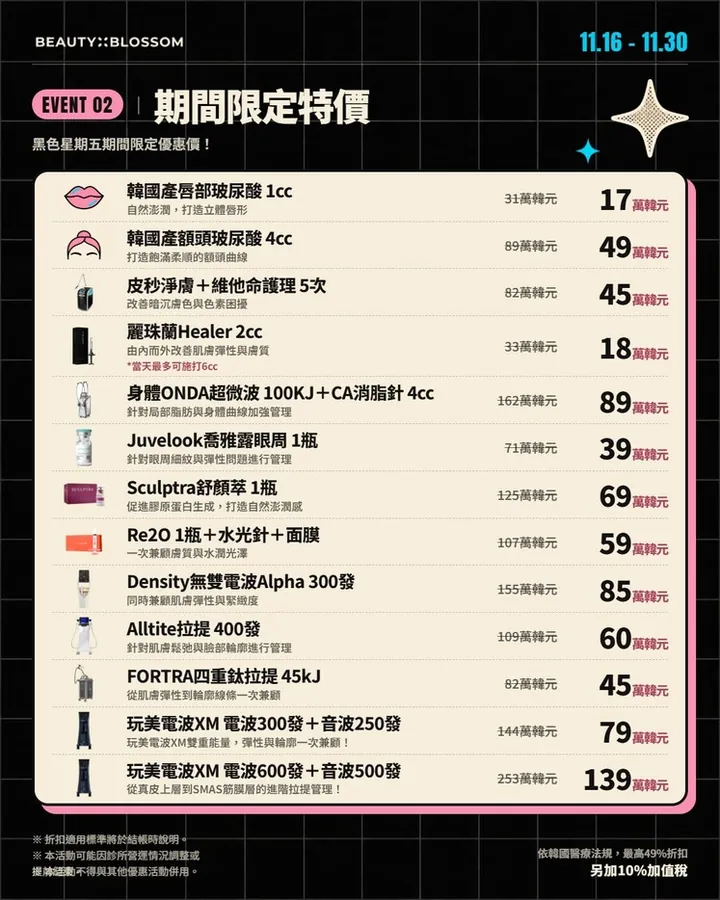 BEAUTY::BLOSSOM
11.16 - 11.30
EVENT 02
期間限定特價
黑色星期五期間限定優惠價！
韓國產唇部玻尿酸 1cc
自然澎潤，打造立體唇形
31萬韓元
17萬韓元
韓國產額頭玻尿酸 4cc
打造飽滿柔順的額頭曲線
89萬韓元
49萬韓元
皮秒淨膚＋維他命護理 5次
改善暗沉膚色與色素困擾
82萬韓元
45萬韓元
麗珠蘭Healer 2cc
由內而外改善肌膚彈性與膚質
*當天最多可施打6cc
33萬韓元
18萬韓元
身體ONDA超微波 100KJ＋CA消脂針 4cc
針對局部脂肪與身體曲線加強管理
162萬韓元
89萬韓元
Juvelook喬雅露眼周 1瓶
針對眼周細紋與彈性問題進行管理
71萬韓元
39萬韓元
SCULPTRA
Sculptra舒顏萃 1瓶
促進膠原蛋白生成，打造自然澎潤感
125萬韓元
69萬韓元
Re2O 1瓶＋水光針＋面膜
一次兼顧膚質與水潤光澤
107萬韓元
59萬韓元
Density無雙電波Alpha 300發
同時兼顧肌膚彈性與緊緻度
155萬韓元
85萬韓元
Alltite拉提 400發
針對肌膚鬆弛與臉部輪廓進行管理
109萬韓元
60萬韓元
FORTRA四重鈦拉提 45kJ
從肌膚彈性到輪廓線條一次兼顧
82萬韓元
45萬韓元
玩美電波XM 電波300發＋音波250發
玩美電波XM雙重能量，彈性與輪廓一次兼顧！
144萬韓元
79萬韓元
玩美電波XM 電波600發＋音波500發
從真皮上層到SMAS筋膜層的進階拉提管理！
253萬韓元
139萬韓元
※ 折扣適用標準將於結帳時說明。
※ 本活動可能因診所營運情況調整或
不得與其他優惠活動併用。
依韓國醫療法規，最高49%折扣
另加10%加值稅